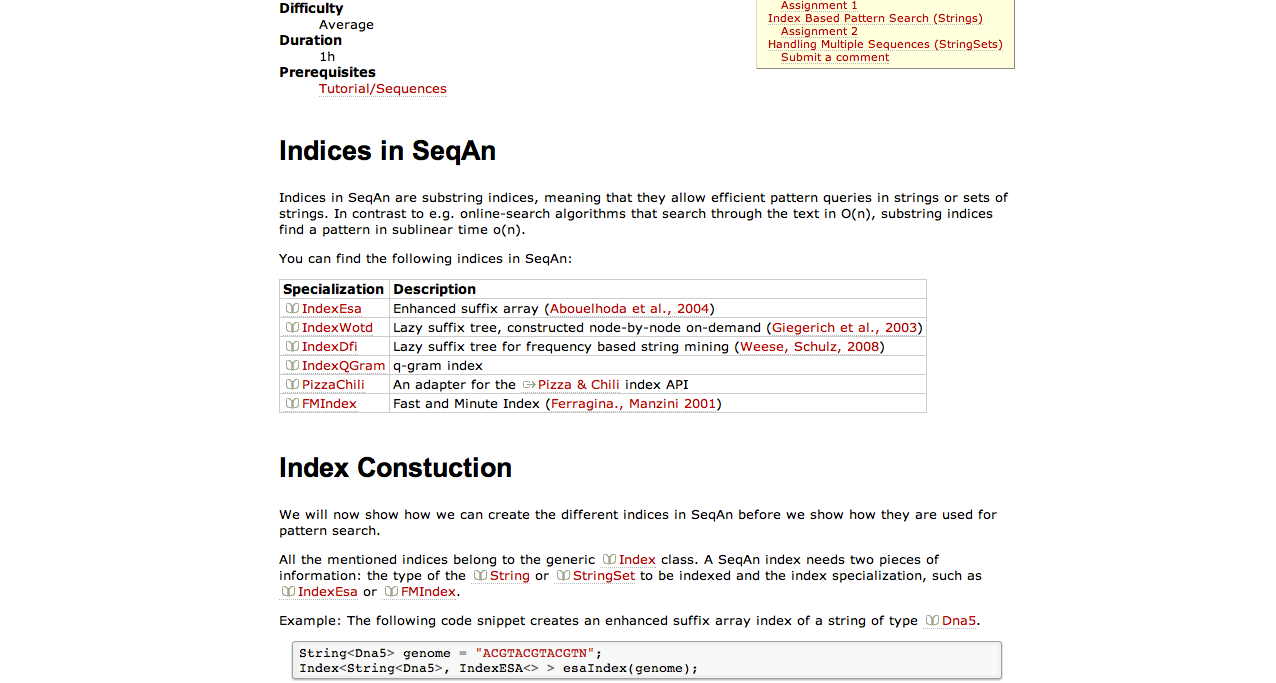 Difficulty
Average
Duration
1h
Prerequisites
Tutorial/Sequences
Assignment 1
Index Based Pattern Search (Strings)
Assignment 2
Handling Multiple Sequences (StringSets)
Submit a comment
Indices in SeqAn
Indices in SeqAn are substring indices, meaning that they allow efficient pattern queries in strings or sets of
strings. In contrast to e.g. online-search algorithms that search through the text in O(n), substring indices
find a pattern in sublinear time o(n).
You can find the following indices in SeqAn:
Specialization Description
IndexEsa Enhanced suffix array (Abouelhoda et al., 2004)
IndexWotd Lazy suffix tree, constructed node-by-node on-demand (Giegerich et al., 2003)
IndexDfi Lazy suffix tree for frequency based string mining (Weese, Schulz, 2008)
IndexQGram q-gram index
PizzaChili An adapter for the Pizza & Chili index API
FMIndex Fast and Minute Index (Ferragina., Manzini 2001)
Index Constuction
We will now show how we can create the different indices in SeqAn before we show how they are used for
pattern search.
All the mentioned indices belong to the generic Index class. A SeqAn index needs two pieces of
information: the type of the String or StringSet to be indexed and the index specialization, such as
IndexEsa or FMIndex.
Example: The following code snippet creates an enhanced suffix array index of a string of type Dna5.
String<Dna5> genome = "ACGTACGTACGTN";
Index<String<Dna5>, IndexESA<> > esaIndex(genome);